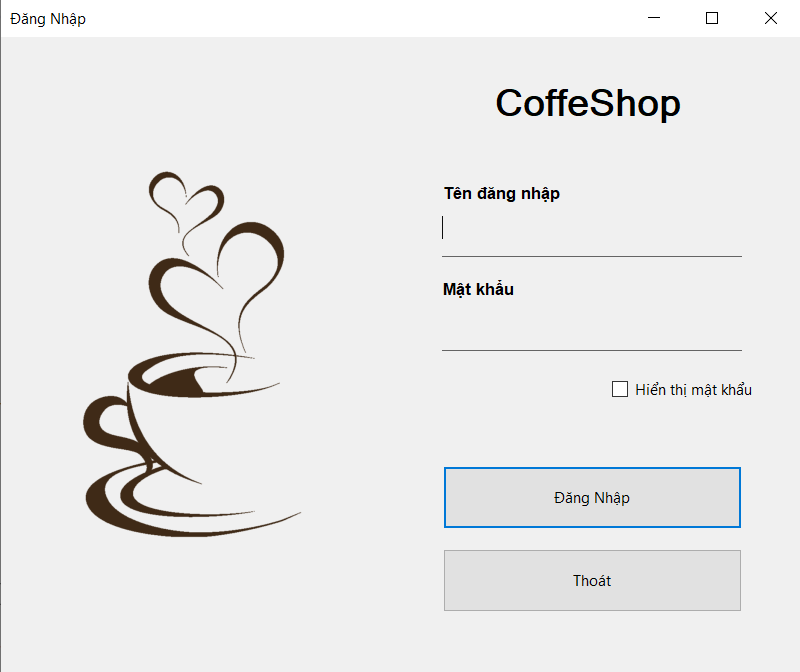 Đăng Nhập
CoffeShop
Tên đăng nhập
Mật khẩu
Hiển thị mật khẩu
Đăng Nhập
Thoát